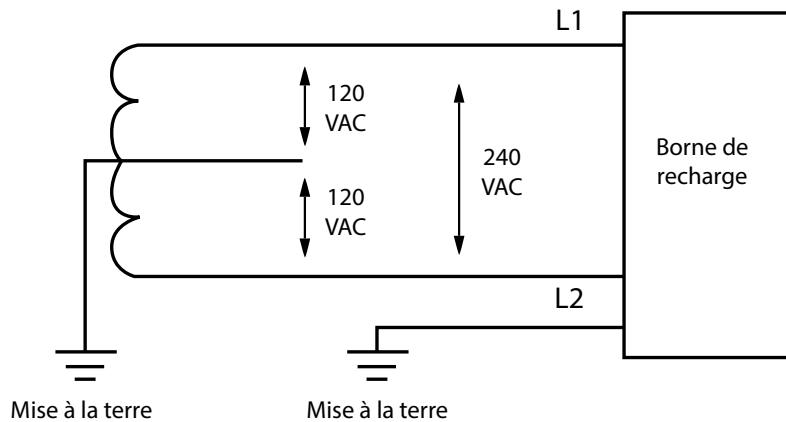 L1
120
VAC
240
VAC
120
VAC
Borne de
recharge
L2
Mise à la terre
Mise à la terre